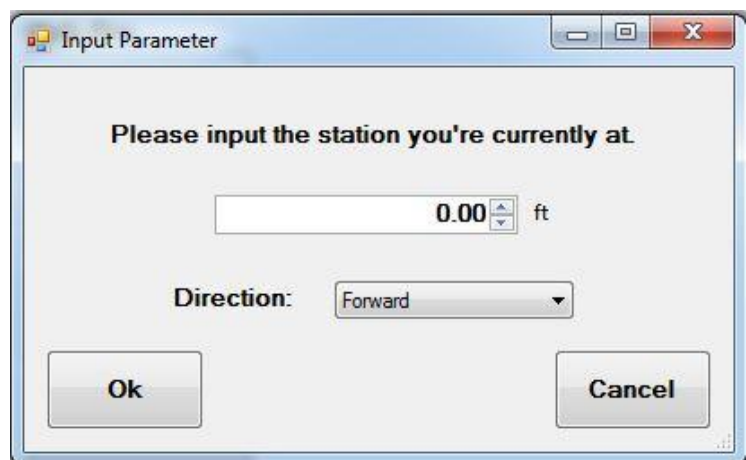 Input Parameter
Please input the station you're currently at.
0.00 ft
Direction: Forward
Ok Cancel